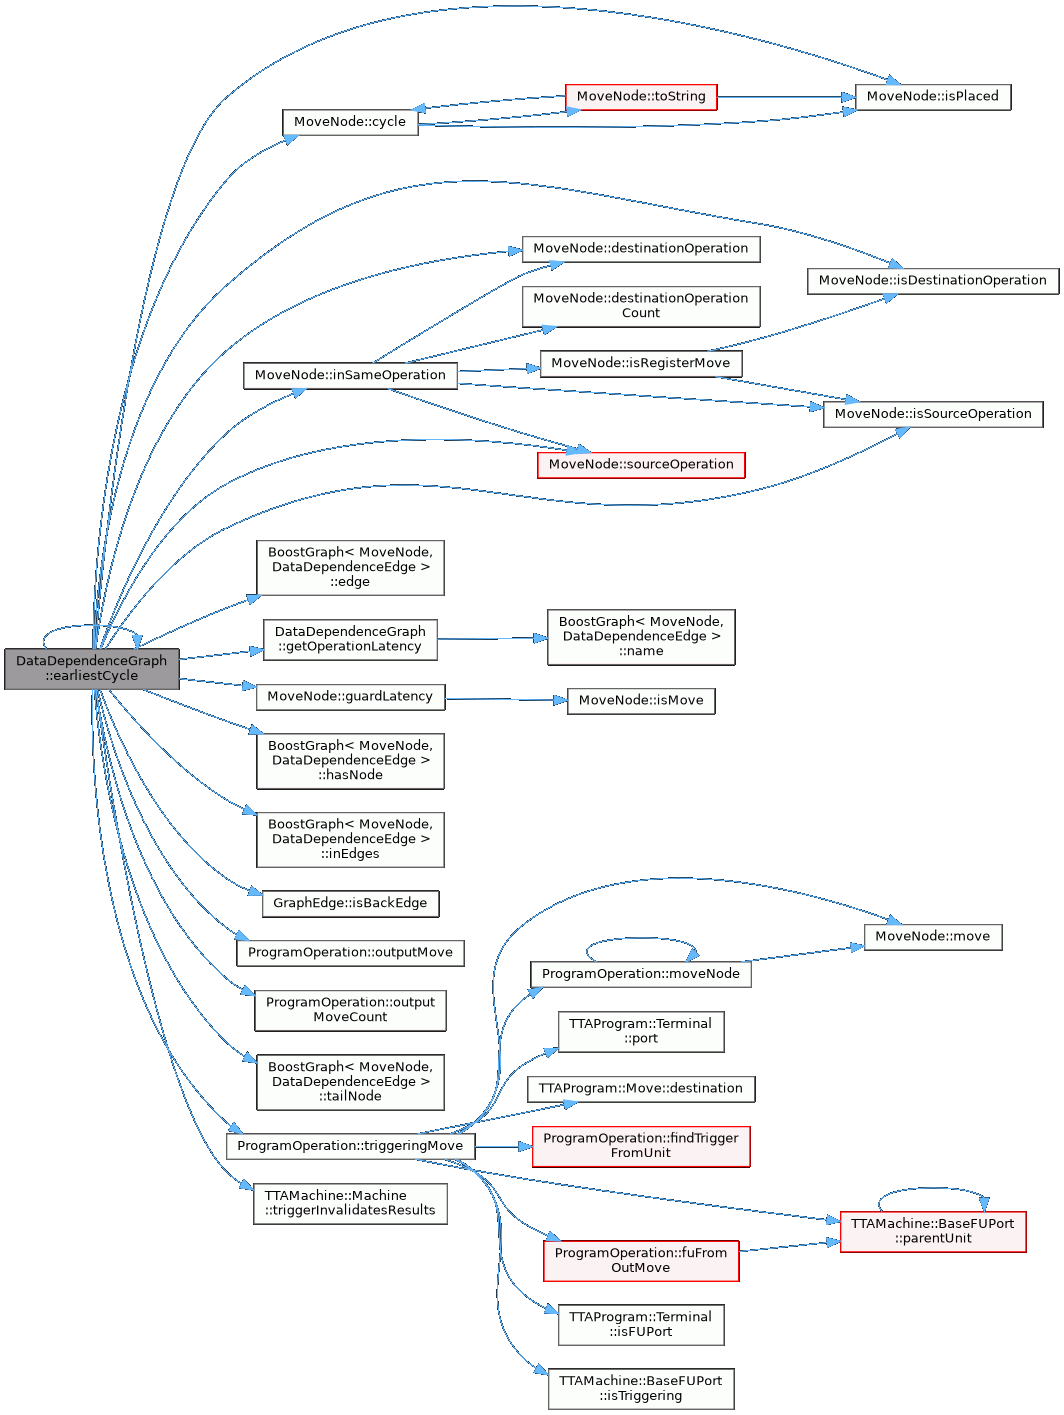 MoveNode::toString
MoveNode::isPlaced
MoveNode::cycle
MoveNode::destinationOperation
MoveNode::isDestinationOperation
MoveNode::destinationOperation
Count
MoveNode::isRegisterMove
MoveNode::inSameOperation
MoveNode::isSourceOperation
MoveNode::sourceOperation
BoostGraph< MoveNode,
DataDependenceEdge >
::edge
BoostGraph< MoveNode,
DataDependenceEdge >
::name
DataDependenceGraph
::getOperationLatency
DataDependenceGraph
::earliestCycle
MoveNode::guardLatency
MoveNode::isMove
BoostGraph< MoveNode,
DataDependenceEdge >
::hasNode
BoostGraph< MoveNode,
DataDependenceEdge >
::inEdges
GraphEdge::isBackEdge
ProgramOperation::outputMove
MoveNode::move
ProgramOperation::moveNode
ProgramOperation::output
MoveCount
TTAProgram::Terminal
::port
BoostGraph< MoveNode,
DataDependenceEdge >
::tailNode
TTAProgram::Move::destination
ProgramOperation::triggeringMove
ProgramOperation::findTrigger
FromUnit
TTAMachine::Machine
::triggerInvalidatesResults
TTAMachine::BaseFUPort
::parentUnit
ProgramOperation::fuFrom
OutMove
TTAProgram::Terminal
::isFUPort
TTAMachine::BaseFUPort
::isTriggering